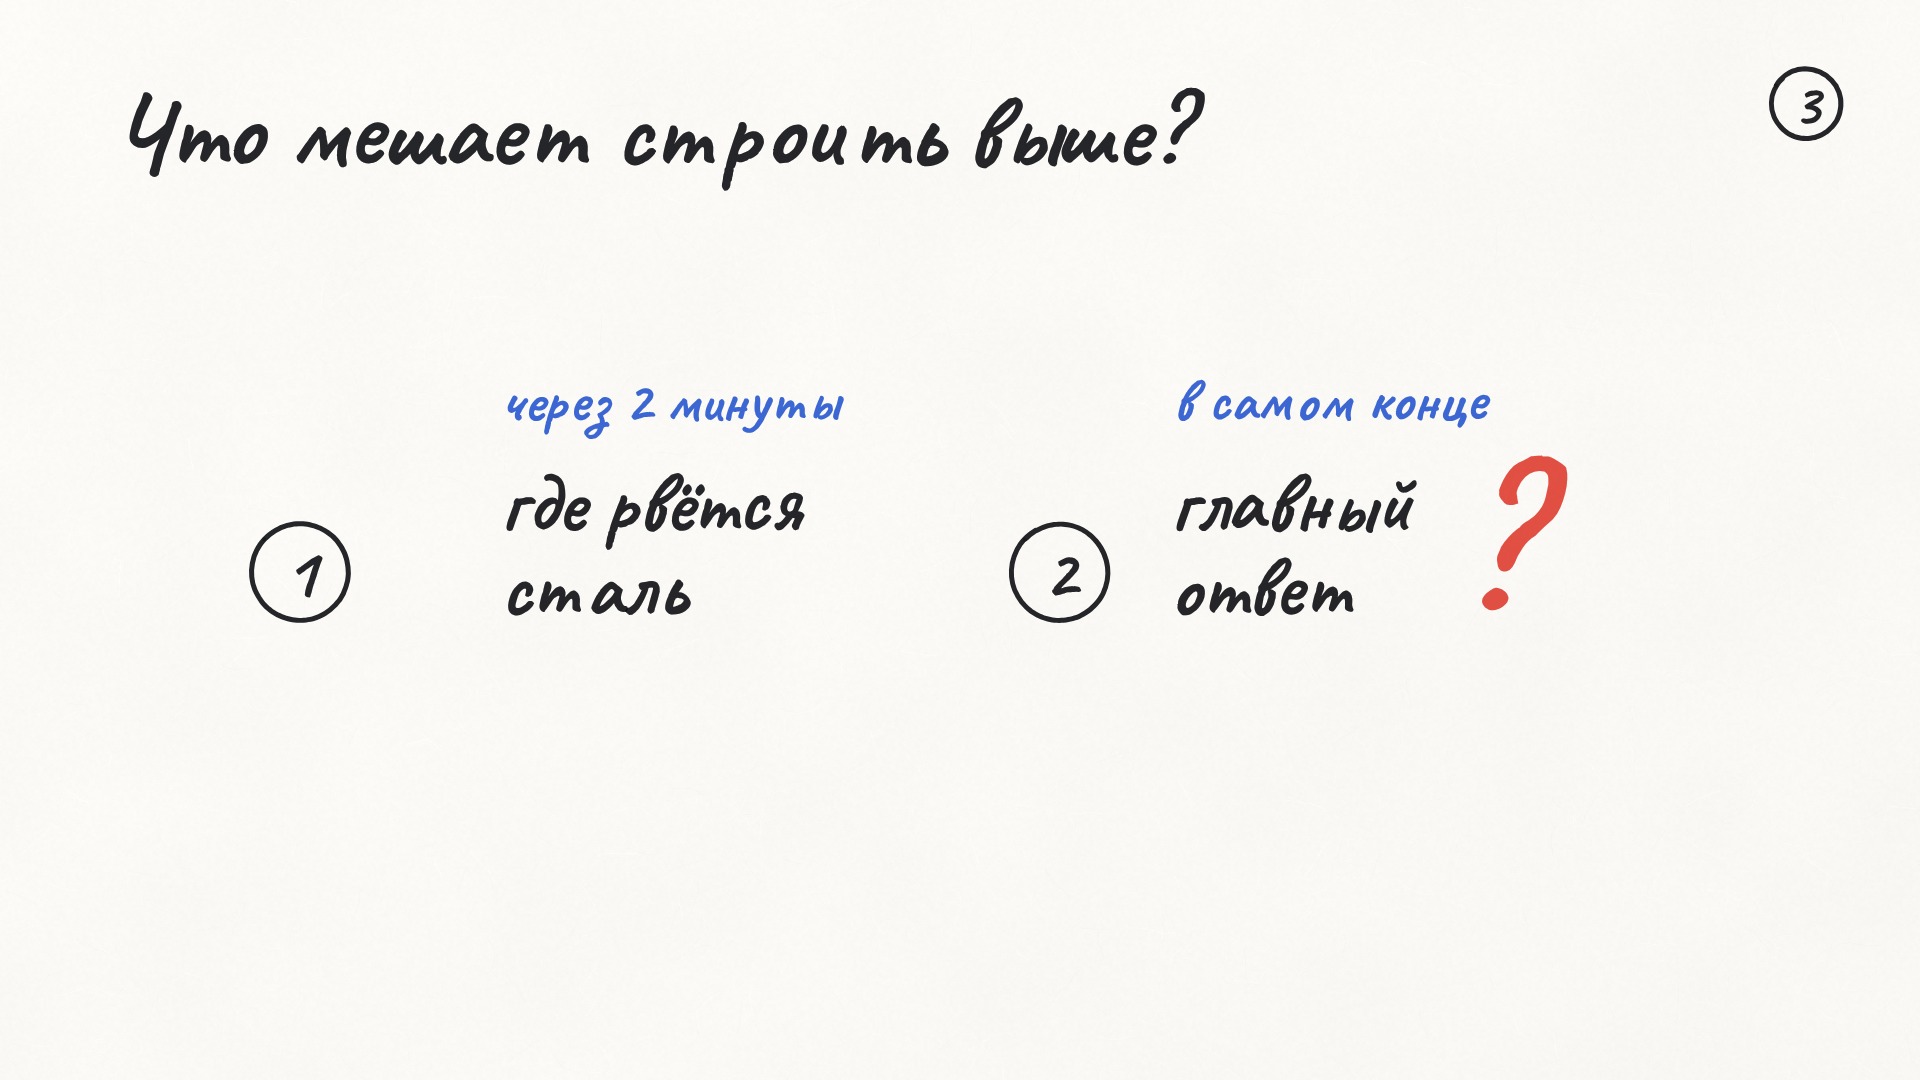 Что мешает строить выше?
3
1
через 2 минуты
где рвётся
сталь
2
в самом конце
главный
ответ
?